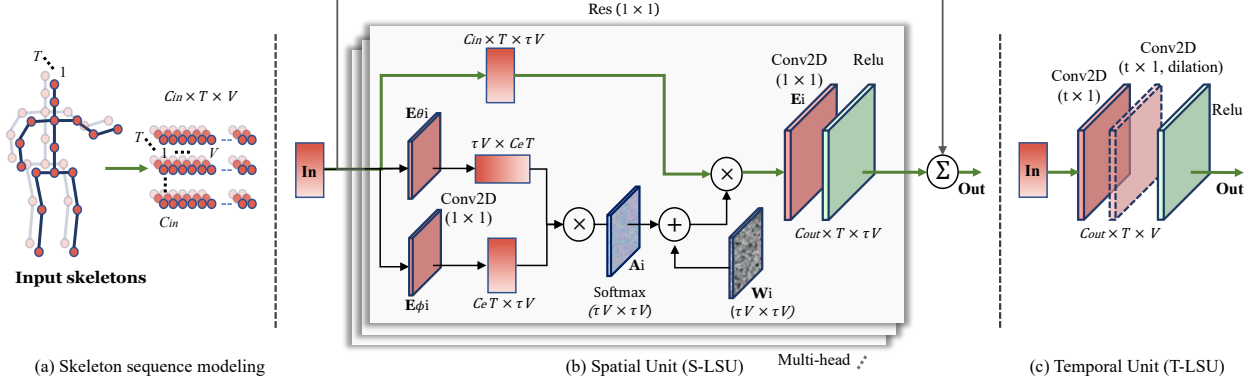 Res (1 × 1)
T
1
Cin × T × V
T
1
V
Cin
Input skeletons
(a) Skeleton sequence modeling
In
Cin × T × τV
Eθi
τV × CeT
Conv2D
(1 × 1)
Eϕi
CeT × τV
×
Ai
Softmax
(τV × τV)
+
Wi
(τV × τV)
×
Conv2D
(1 × 1)
Ei
Relu
Cout × T × τV
Σ
Out
Multi-head
(b) Spatial Unit (S-LSU)
In
Conv2D
(t × 1)
Conv2D
(t × 1, dilation)
Relu
Cout × T × V
Out
(c) Temporal Unit (T-LSU)